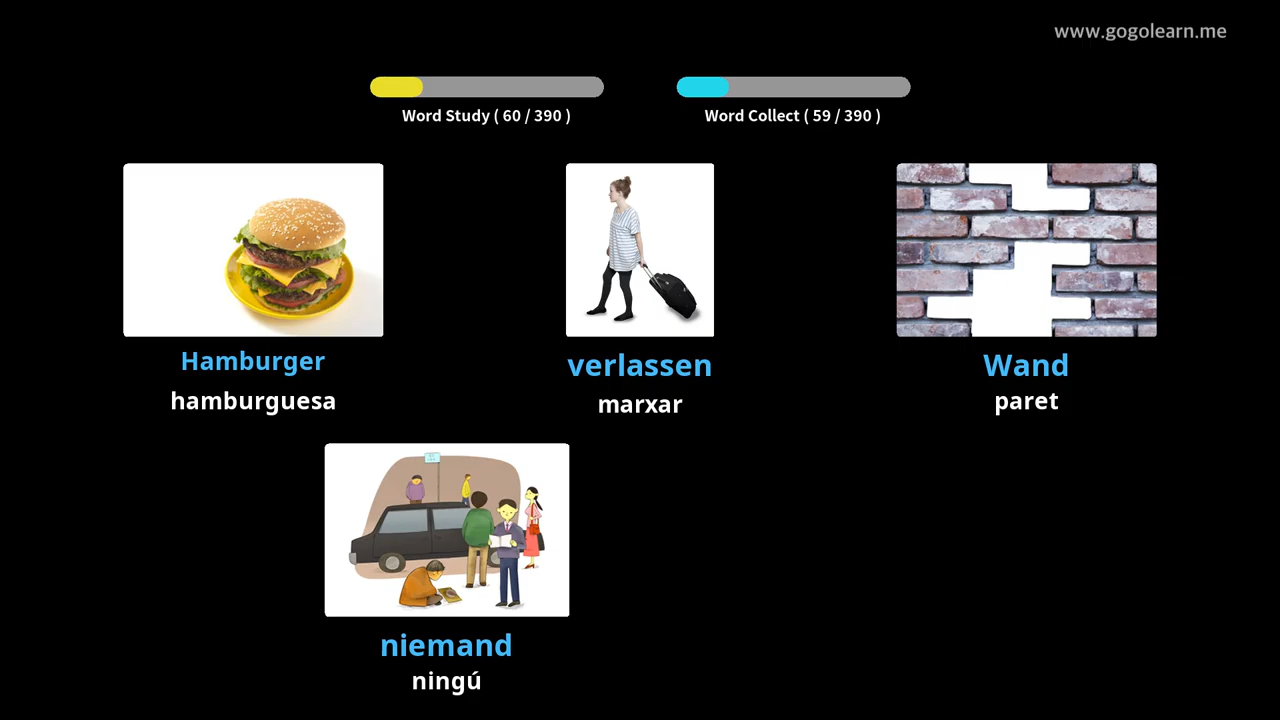 www.gogolearn.me
Word Study ( 60 / 390 )
Word Collect ( 59 / 390 )
Hamburger
hamburguesa
verlassen
marxar
Wand
paret
niemand
ningú